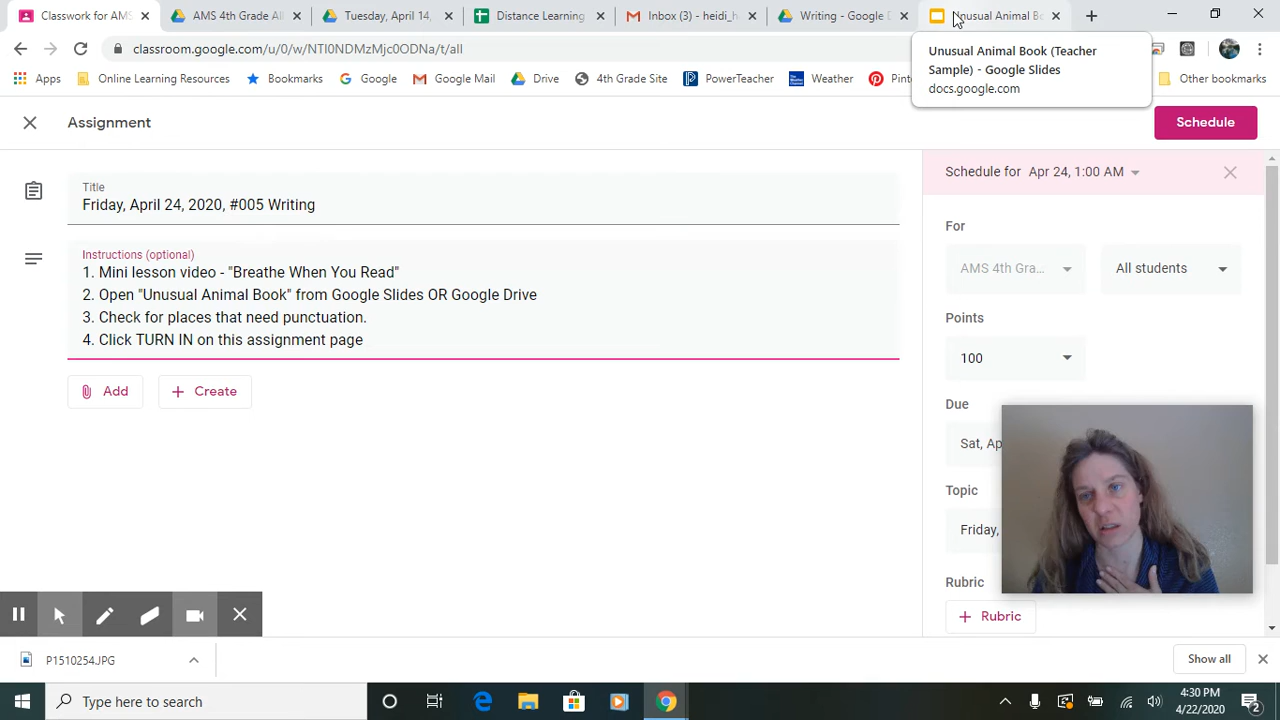 Classwork for AMS
AMS 4th Grade All
Tuesday, April 14,
Distance Learning
Inbox (3) - heidi_h
Writing - Google D
Unusual Animal Bo
classroom.google.com/u/0/w/NTI0NDMzMjc0ODNa/t/all
Unusual Animal Book (Teacher
Sample) - Google Slides
docs.google.com
Apps Online Learning Resources Bookmarks Google Google Mail Drive 4th Grade Site PowerTeacher Weather Pint Other bookmarks
Assignment
Schedule
Title
Friday, April 24, 2020, #005 Writing
Instructions (optional)
1. Mini lesson video - "Breathe When You Read"
2. Open "Unusual Animal Book" from Google Slides OR Google Drive
3. Check for places that need punctuation.
4. Click TURN IN on this assignment page
Add Create
Schedule for Apr 24, 1:00 AM
For
AMS 4th Gra... All students
Points
100
Due
Sat, Ap
Topic
Friday,
Rubric
Rubric
P1510254.JPG
Show all
Type here to search
4:30 PM
4/22/2020
2